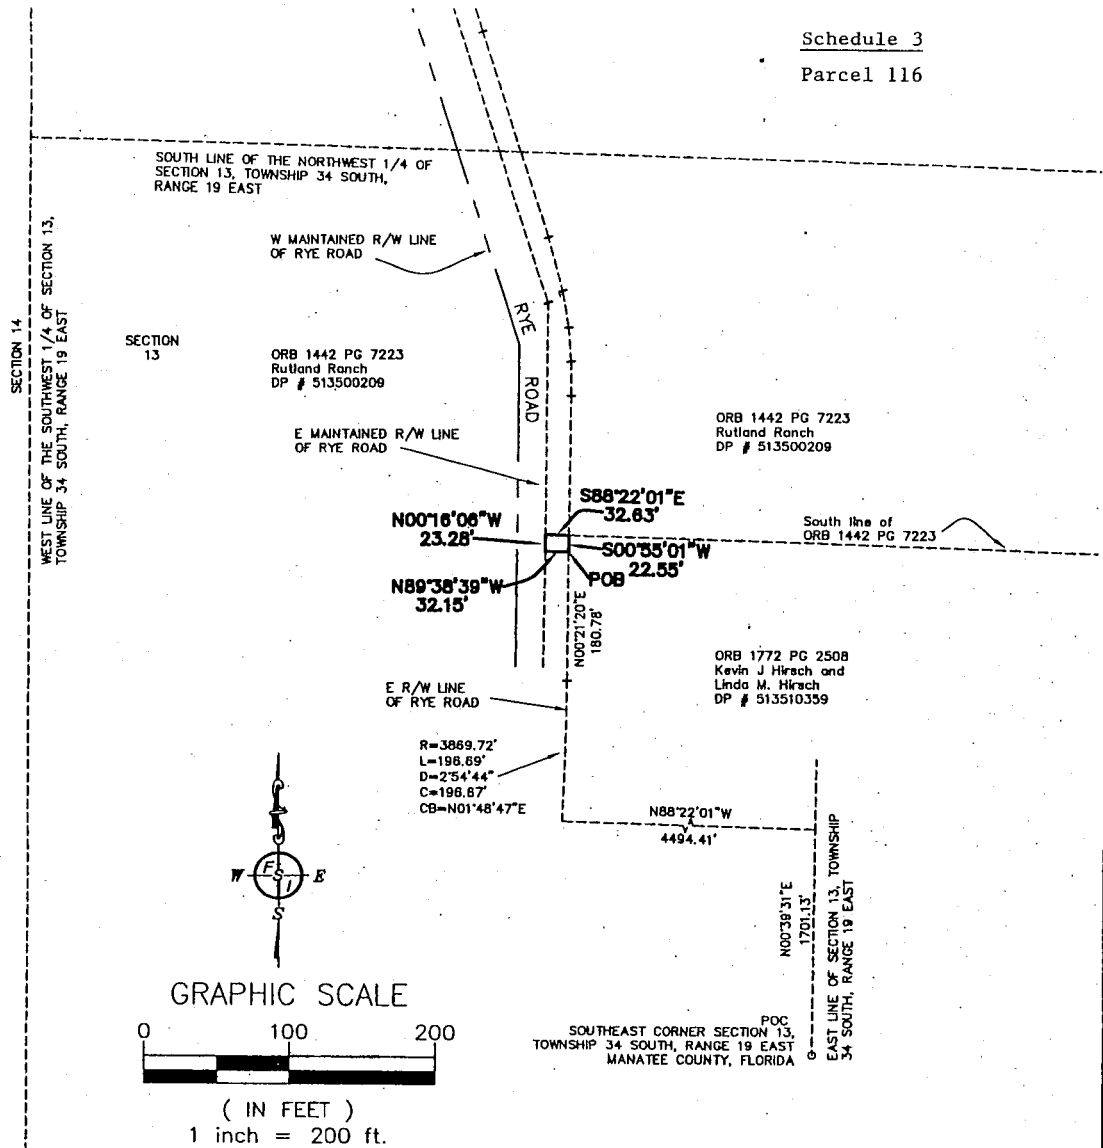 Schedule 3
Parcel 116
SOUTH LINE OF THE NORTHWEST 1/4 OF
SECTION 13, TOWNSHIP 34 SOUTH,
RANGE 19 EAST
W MAINTAINED R/W LINE
OF RYE ROAD
SECTION 14
WEST LINE OF THE SOUTHWEST 1/4 OF SECTION 13,
TOWNSHIP 34 SOUTH, RANGE 19 EAST
SECTION
13
RYE
ROAD
ORB 1442 PG 7223
Rutland Ranch
DP # 513500209
E MAINTAINED R/W LINE
OF RYE ROAD
ORB 1442 PG 7223
Rutland Ranch
DP # 513500209
S88°22'01"E
32.63'
N00°16'06"W
23.28'
South line of
ORB 1442 PG 7223
S00°55'01"W
22.55'
POB
N89°38'39"W
32.15'
N00°21'20"E
180.78'
ORB 1772 PG 2508
Kevin J Hirsch and
Linda M. Hirsch
DP # 513510359
E R/W LINE
OF RYE ROAD
R=3869.72'
L=196.69'
D=2°54'44"
C=196.67'
CB=N01°48'47"E
N88°22'01"W
4494.41'
N00°39'31"E
1701.13'
EAST LINE OF SECTION 13, TOWNSHIP
34 SOUTH, RANGE 19 EAST
W F S I E
S
GRAPHIC SCALE
0 100 200
( IN FEET )
1 inch = 200 ft.
POC
SOUTHEAST CORNER SECTION 13,
TOWNSHIP 34 SOUTH, RANGE 19 EAST
MANATEE COUNTY, FLORIDA